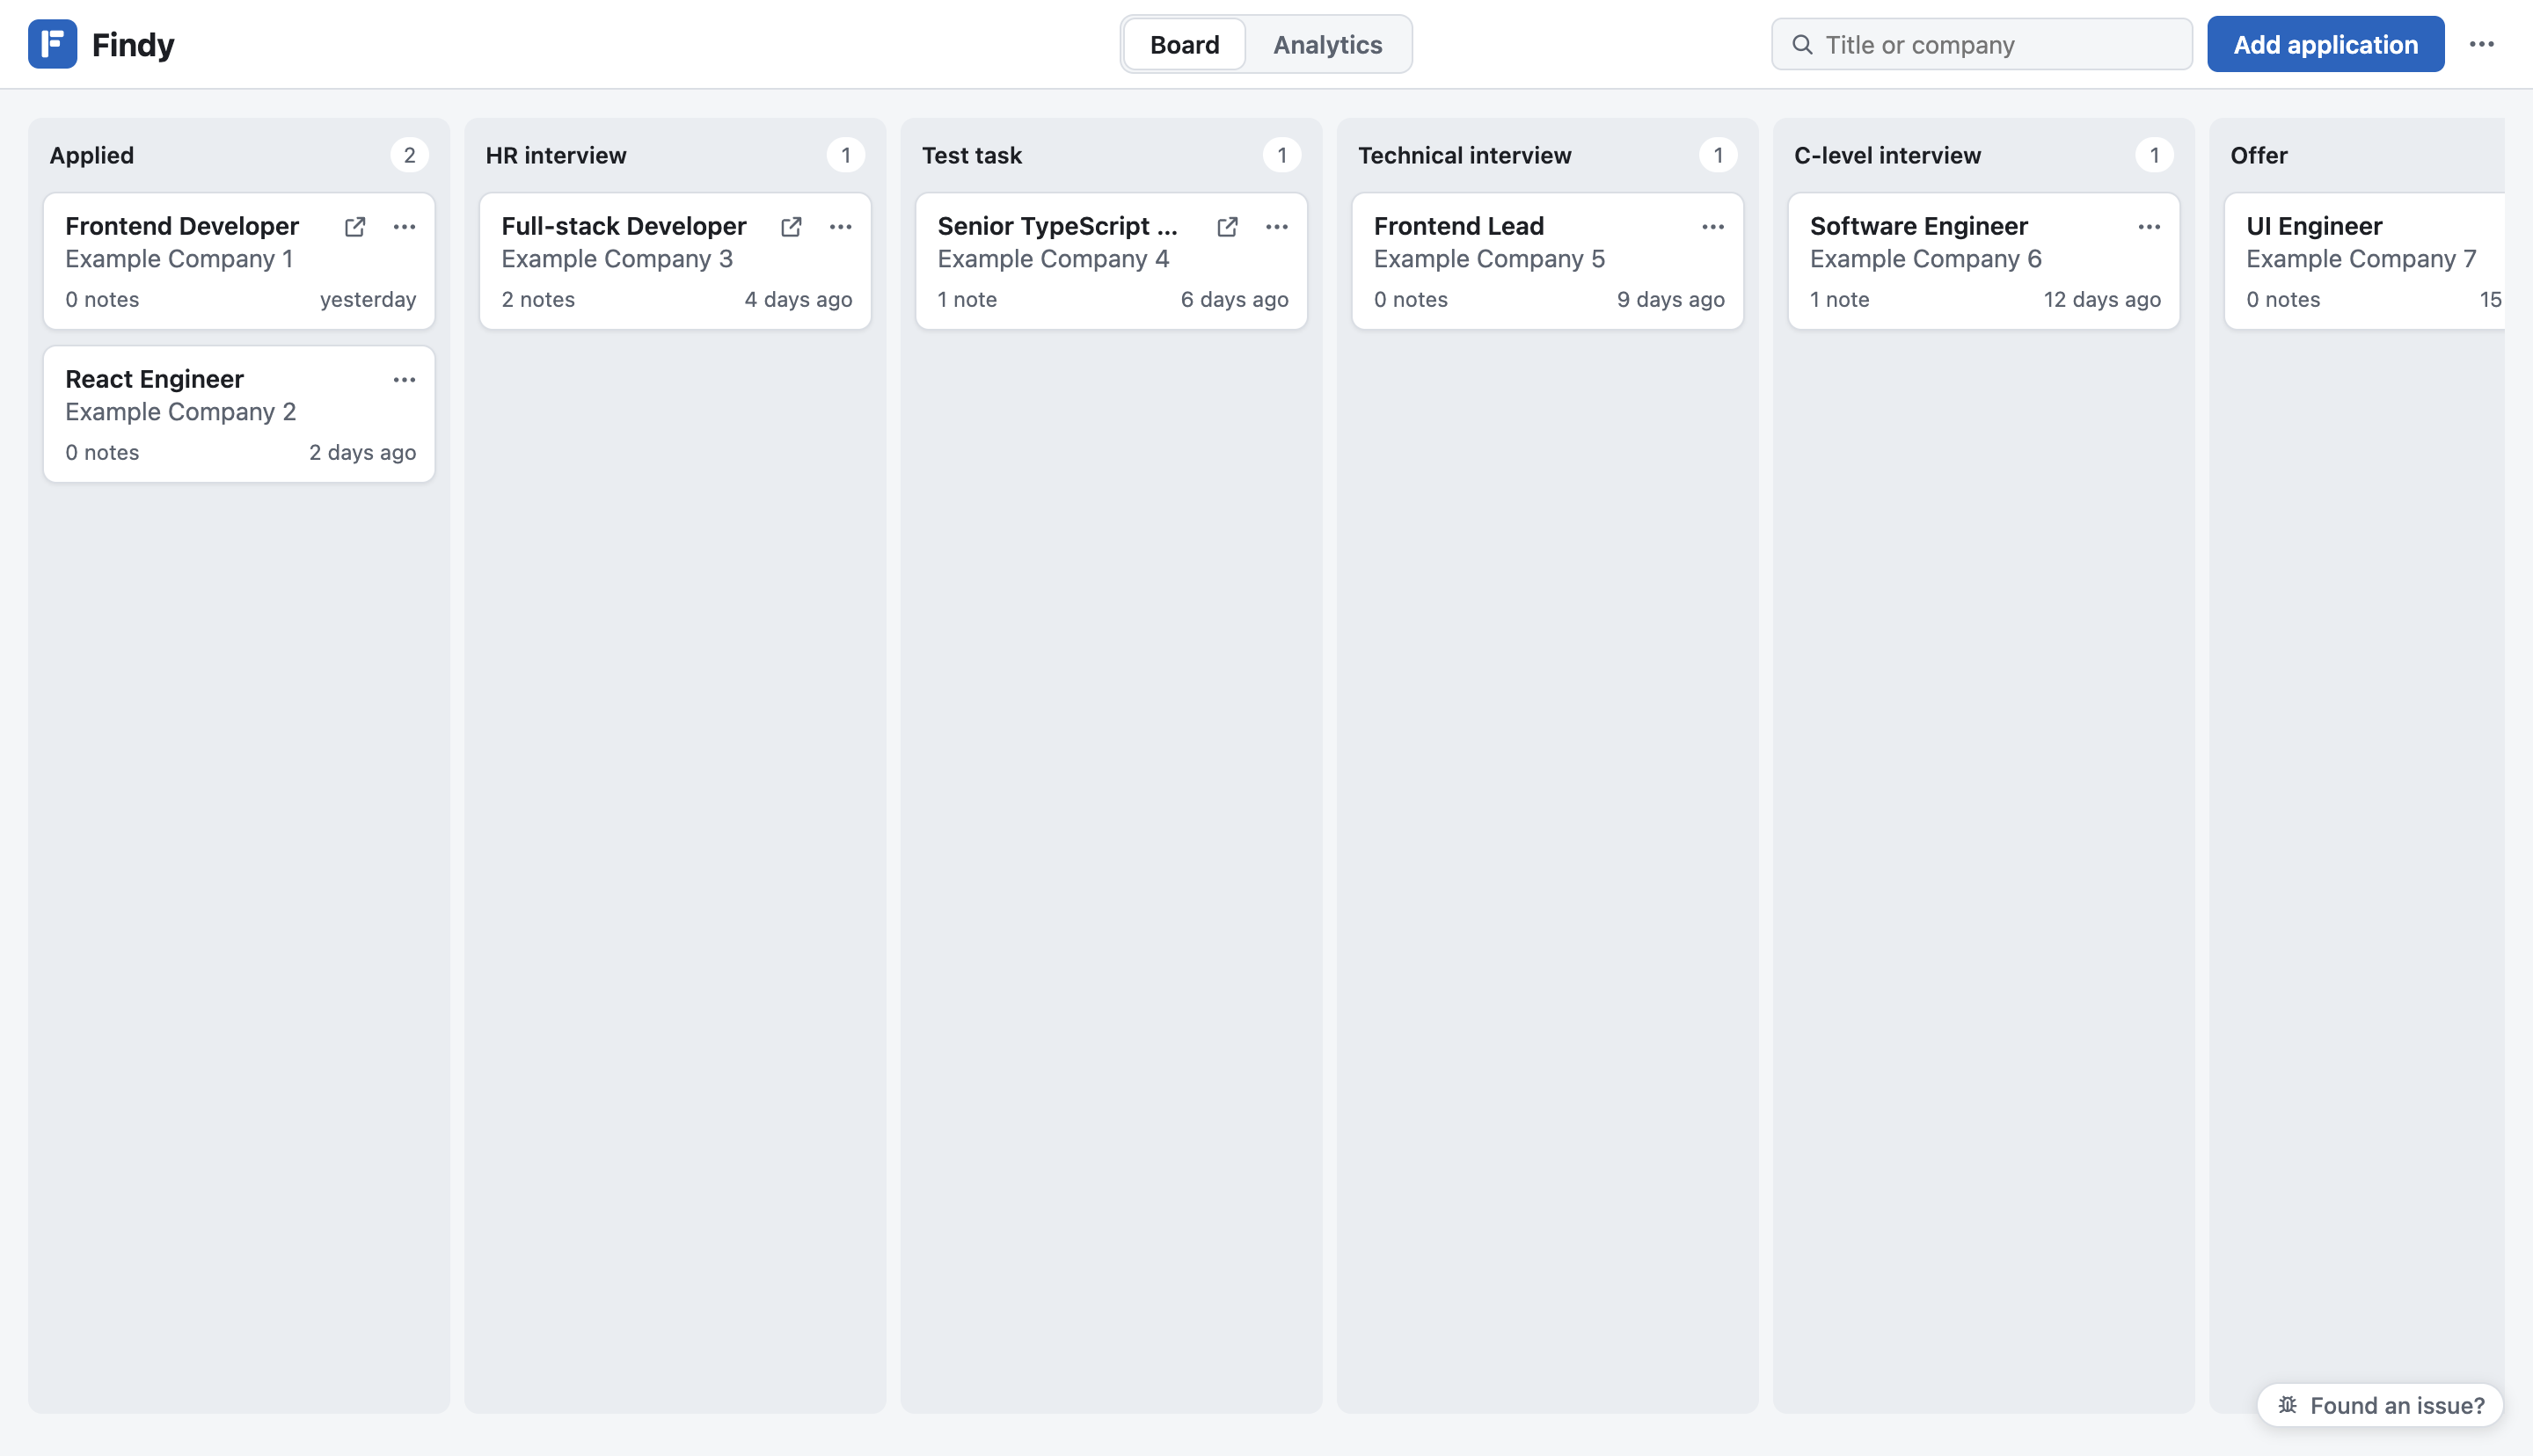 Findy
Board
Analytics
Title or company
Add application
Applied 2
Frontend Developer
Example Company 1
0 notes yesterday
React Engineer
Example Company 2
0 notes 2 days ago
HR interview 1
Full-stack Developer
Example Company 3
2 notes 4 days ago
Test task 1
Senior TypeScript ...
Example Company 4
1 note 6 days ago
Technical interview 1
Frontend Lead
Example Company 5
0 notes 9 days ago
C-level interview 1
Software Engineer
Example Company 6
1 note 12 days ago
Offer
UI Engineer
Example Company 7
0 notes 15
Found an issue?